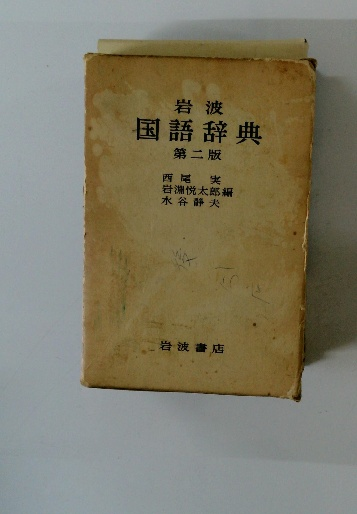 岩波
国語辞典
第二版
西尾 実
岩淵悦太郎編
水谷静夫
岩波書店